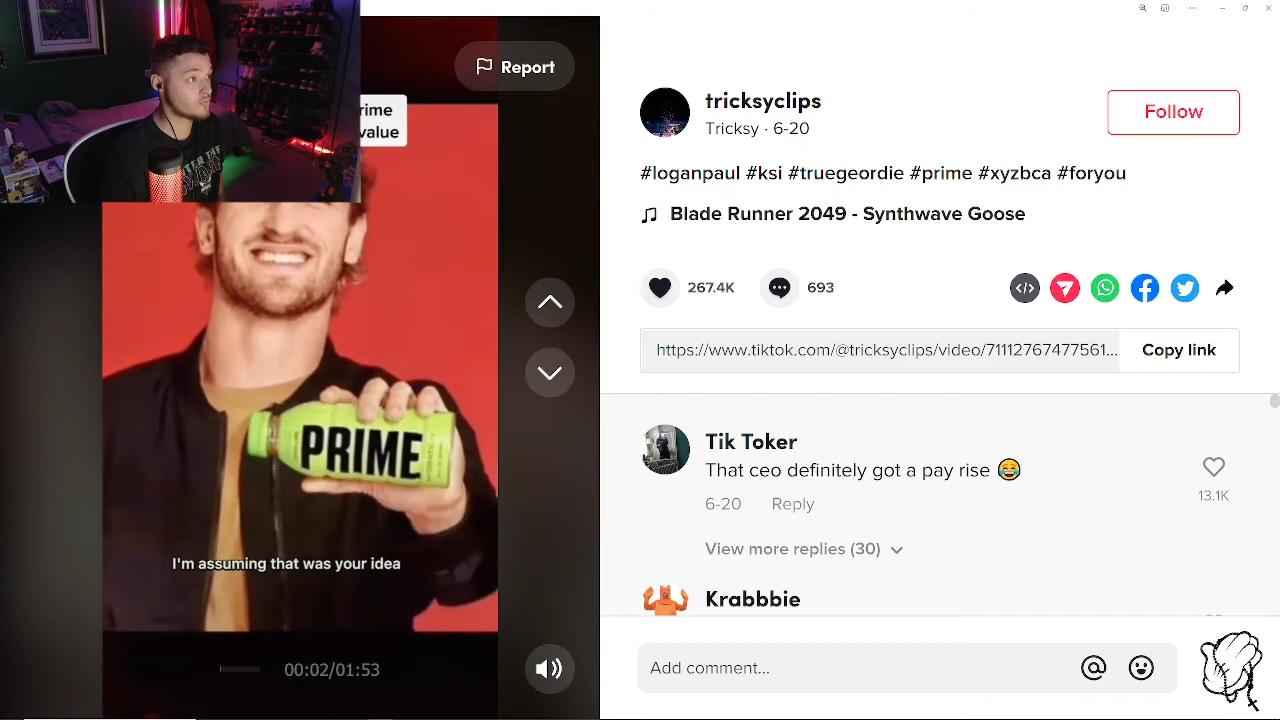 Report
rime
value
PRIME
I'm assuming that was your idea
00:02/01:53
tricksyclips
Tricksy · 6-20
Follow
#loganpaul #ksi #truegeordie #prime #xyzbca #foryou
Blade Runner 2049 - Synthwave Goose
267.4K
693
https://www.tiktok.com/@tricksyclips/video/71112767477561...
Copy link
Tik Toker
That ceo definitely got a pay rise 😂
13.1K
6-20 Reply
View more replies (30)
Krabbbie
Add comment...